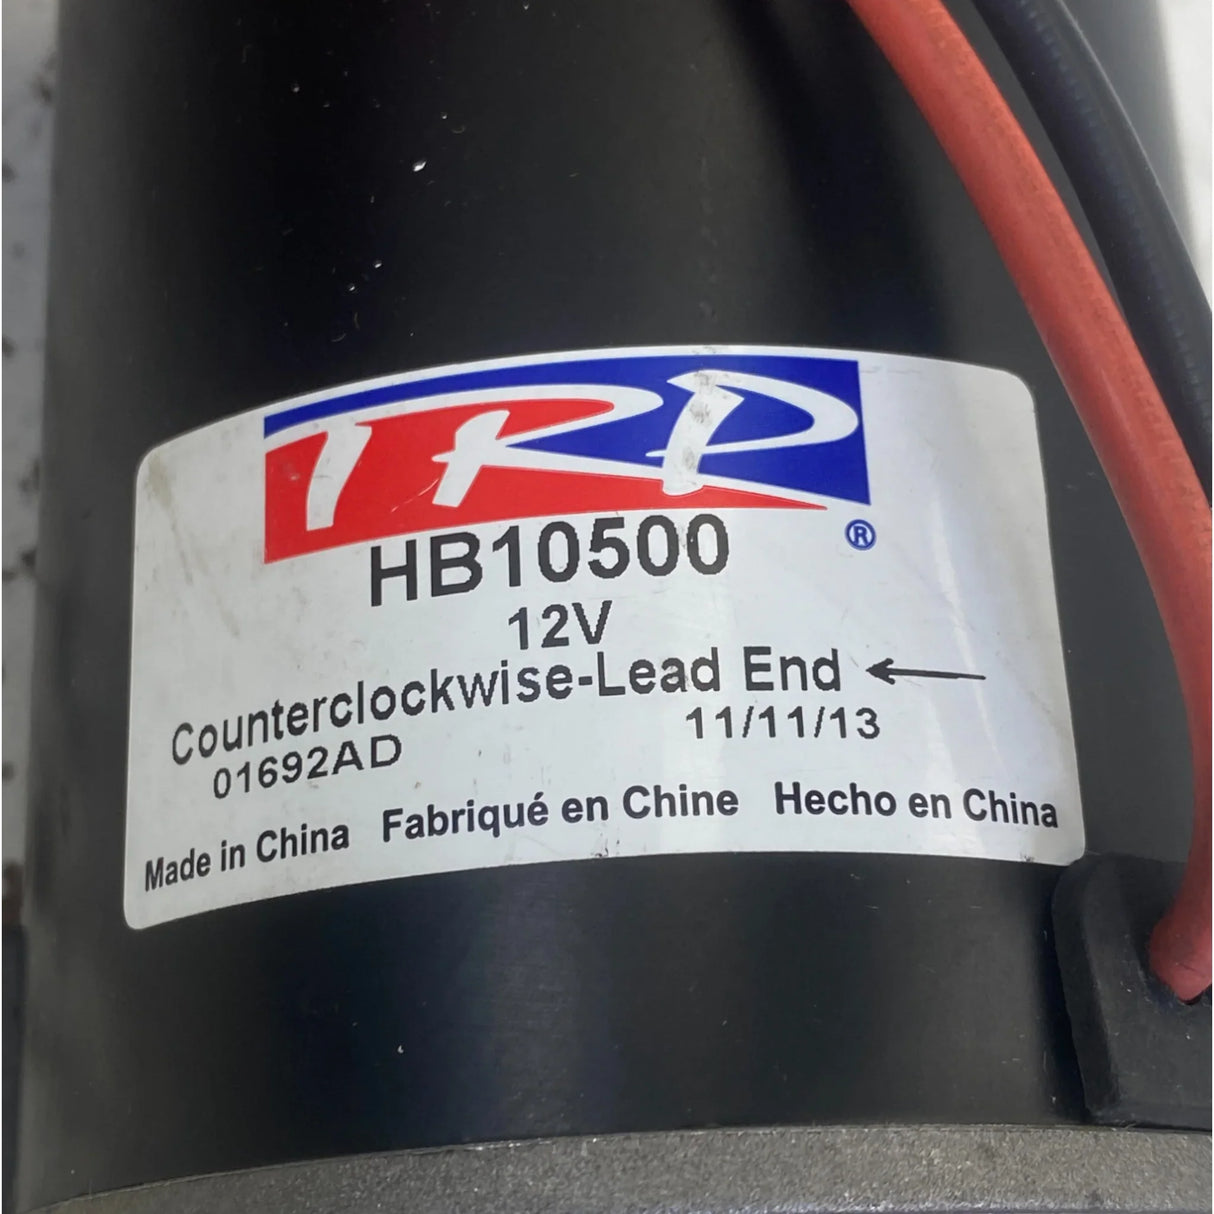 TRP®
HB10500
12V
Counterclockwise-Lead End ←
01692AD 11/11/13
Made in China Fabriqué en Chine Hecho en China